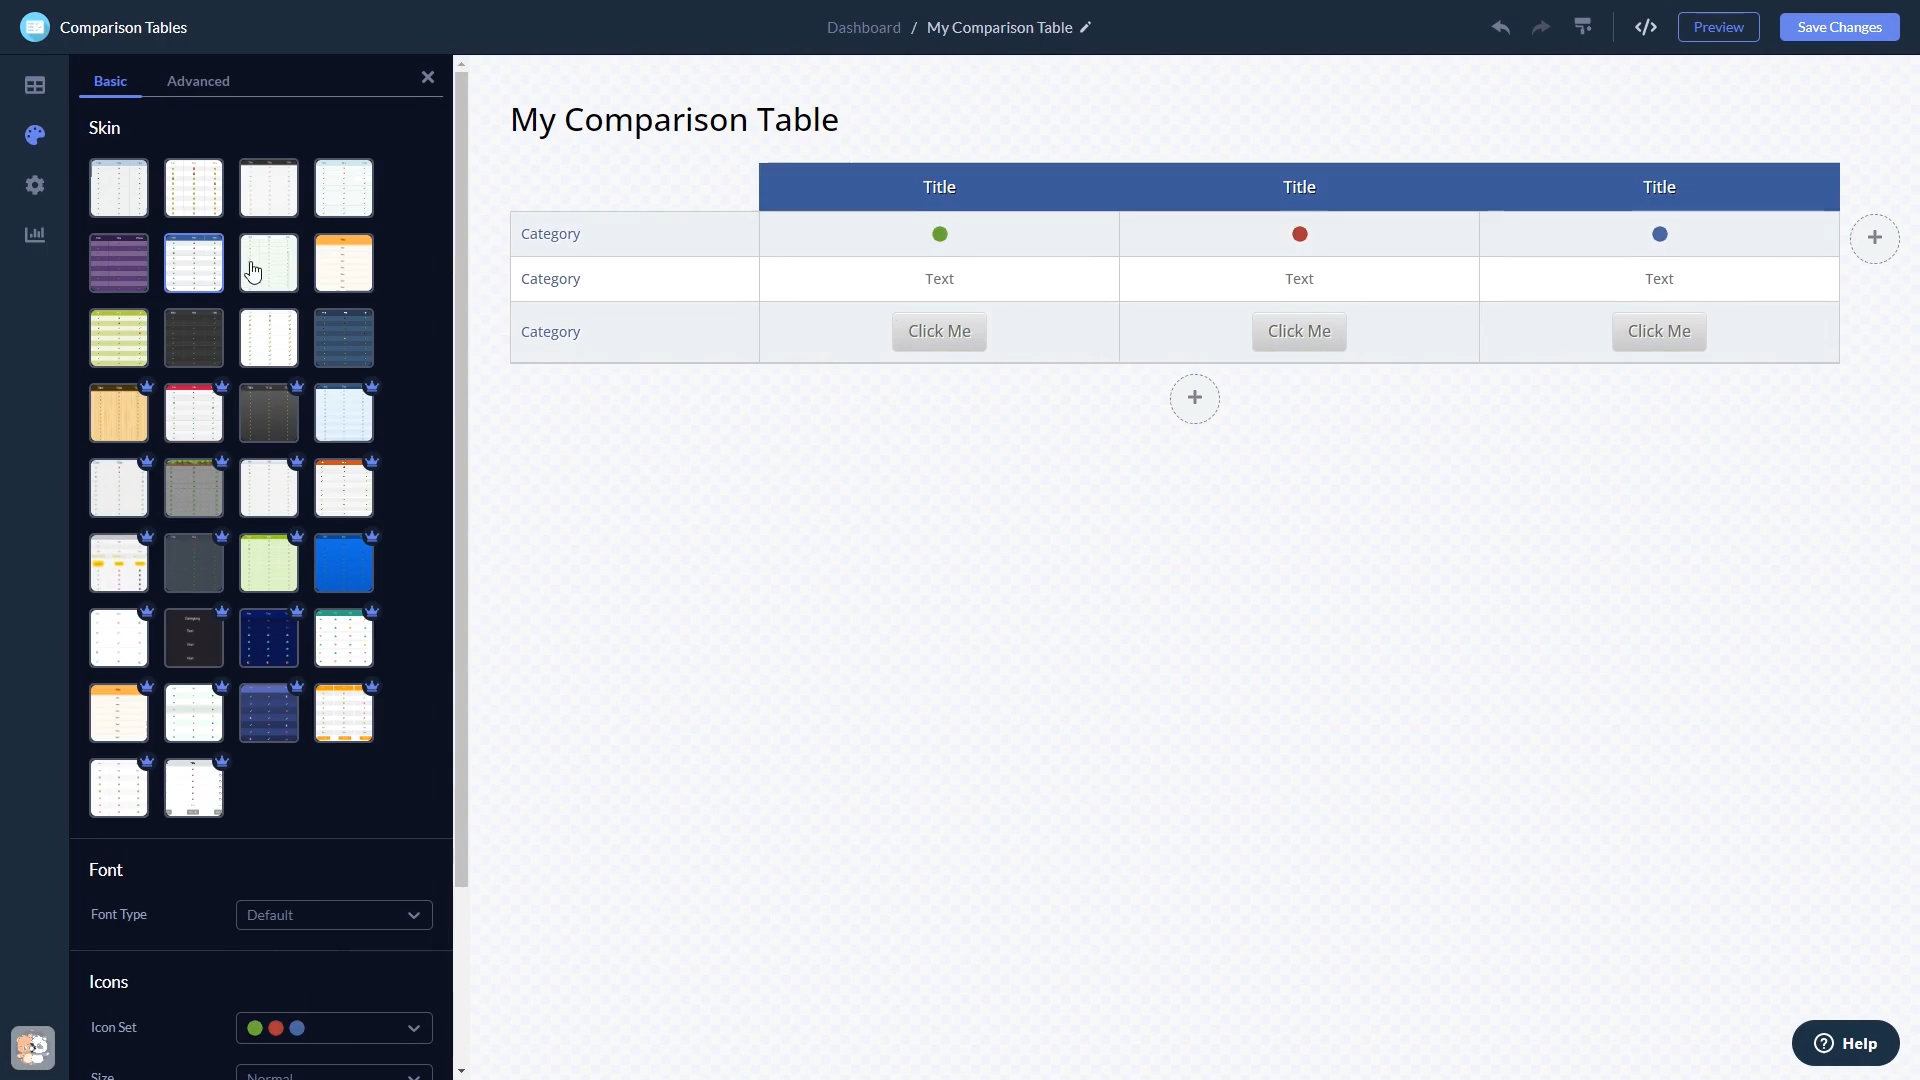 Comparison Tables
Dashboard / My Comparison Table
Preview
Save Changes
Basic
Advanced
Skin
My Comparison Table
Title Title Title
Category
Category Text Text Text
Category Click Me Click Me Click Me
Font
Font Type Default
Icons
Icon Set
Size Normal
Help